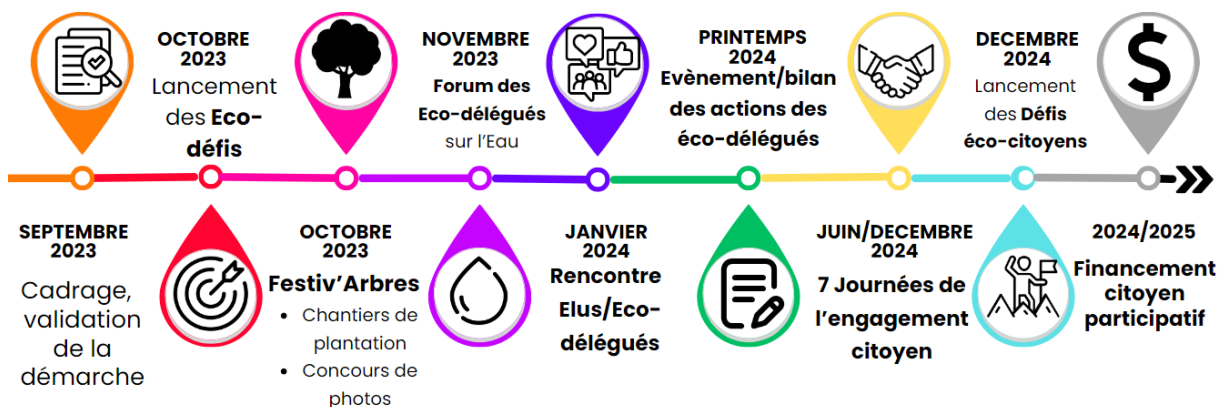 SEPTEMBRE
2023
Cadrage,
validation
de la
démarche
OCTOBRE
2023
Lancement
des Eco-
défis
OCTOBRE
2023
Festiv'Arbres
• Chantiers de
plantation
• Concours de
photos
NOVEMBRE
2023
Forum des
Eco-délégués
sur l'Eau
JANVIER
2024
Rencontre
Elus/Eco-
délégués
PRINTEMPS
2024
Evènement/bilan
des actions des
éco-délégués
JUIN/DECEMBRE
2024
7 Journées de
l'engagement
citoyen
DECEMBRE
2024
Lancement
des Défis
éco-citoyens
2024/2025
Financement
citoyen
participatif
$